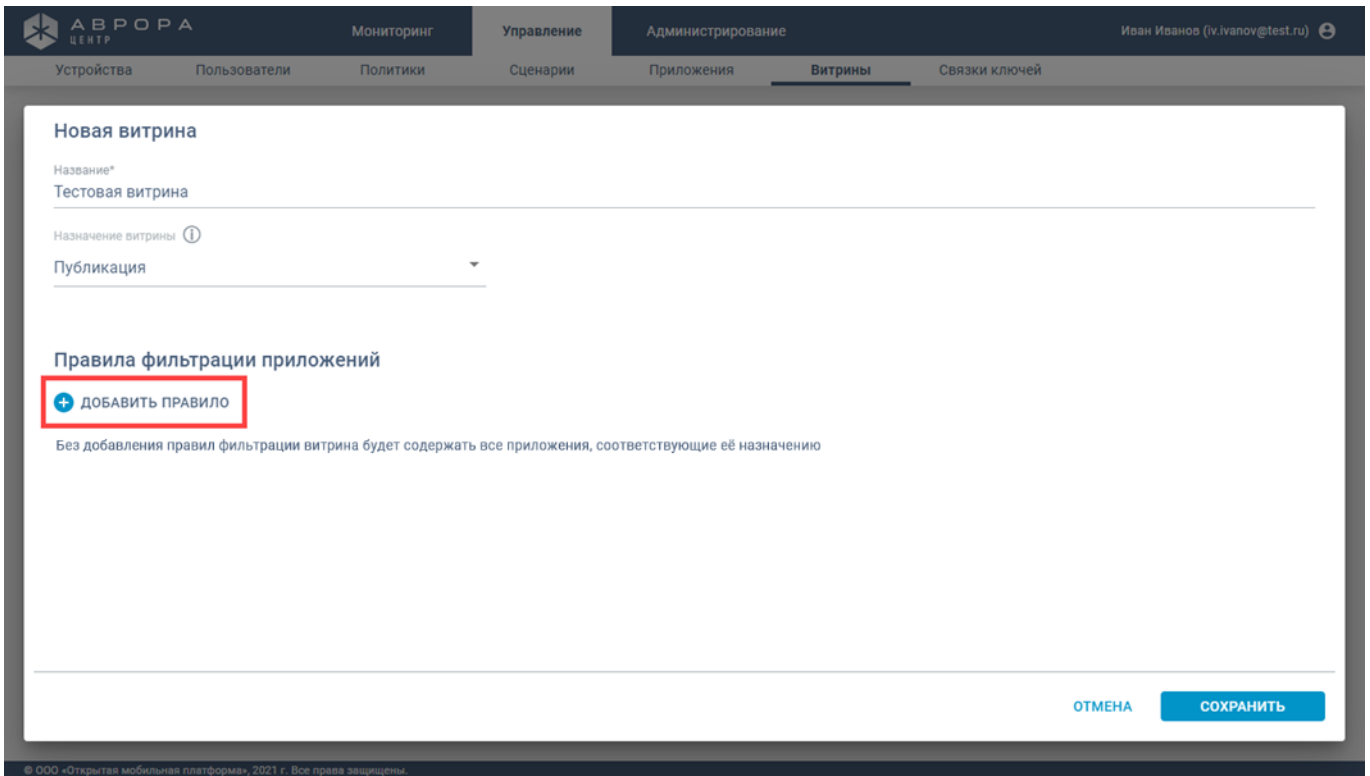 АВРОРА
ЦЕНТР
Мониторинг Управление Администрирование Иван Иванов (iv.ivanov@test.ru)
Устройства Пользователи Политики Сценарии Приложения Витрины Связки ключей
Новая витрина
Название*
Тестовая витрина
Назначение витрины
Публикация
Правила фильтрации приложений
ДОБАВИТЬ ПРАВИЛО
Без добавления правил фильтрации витрина будет содержать все приложения, соответствующие её назначению
ОТМЕНА СОХРАНИТЬ
© ООО «Открытая мобильная платформа», 2021 г. Все права защищены.